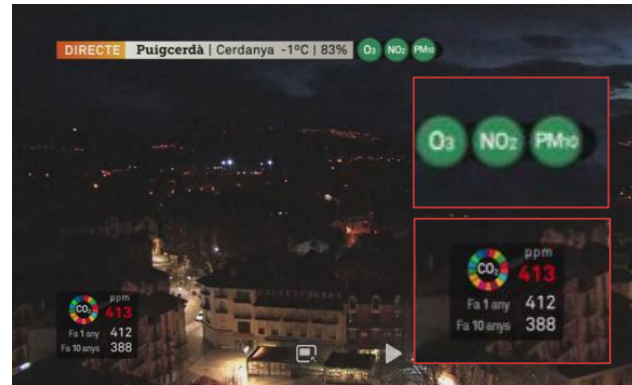 DIRECTE Puigcerdà | Cerdanya -1ºC | 83% O3 NO2 PM10
O3 NO2 PM10
CO2 ppm
413
Fa 1 any 412
Fa 10 anys 388
CO2 ppm
413
Fa 1 any 412
Fa 10 anys 388